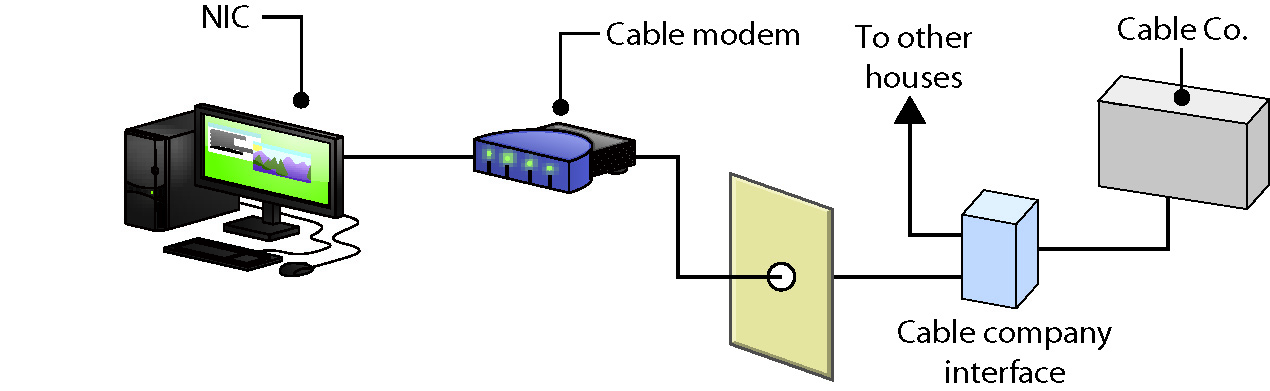 NIC
Cable modem
To other
houses
Cable Co.
Cable company
interface